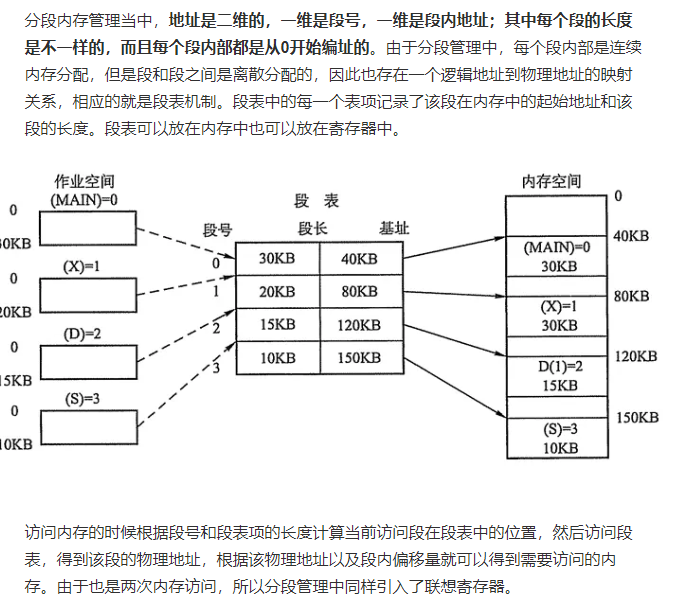 分段内存管理当中，地址是二维的，一维是段号，一维是段内地址；其中每个段的长度
是不一样的，而且每个段内部都是从0开始编址的。由于分段管理中，每个段内部是连续
内存分配，但是段和段之间是离散分配的，因此也存在一个逻辑地址到物理地址的映射
关系，相应的就是段表机制。段表中的每一个表项记录了该段在内存中的起始地址和该
段的长度。段表可以放在内存中也可以放在寄存器中。
作业空间
(MAIN)=0
0
0KB
(X)=1
0
20KB
(D)=2
0
15KB
(S)=3
0
10KB
段 表
段号
段长
基址
0
30KB
40KB
1
20KB
80KB
2
15KB
120KB
3
10KB
150KB
内存空间
0
40KB
(MAIN)=0
30KB
80KB
(X)=1
30KB
120KB
D(1)=2
15KB
150KB
(S)=3
10KB
访问内存的时候根据段号和段表项的长度计算当前访问段在段表中的位置，然后访问段
表，得到该段的物理地址，根据该物理地址以及段内偏移量就可以得到需要访问的内
存。由于也是两次内存访问，所以分段管理中同样引入了联想寄存器。